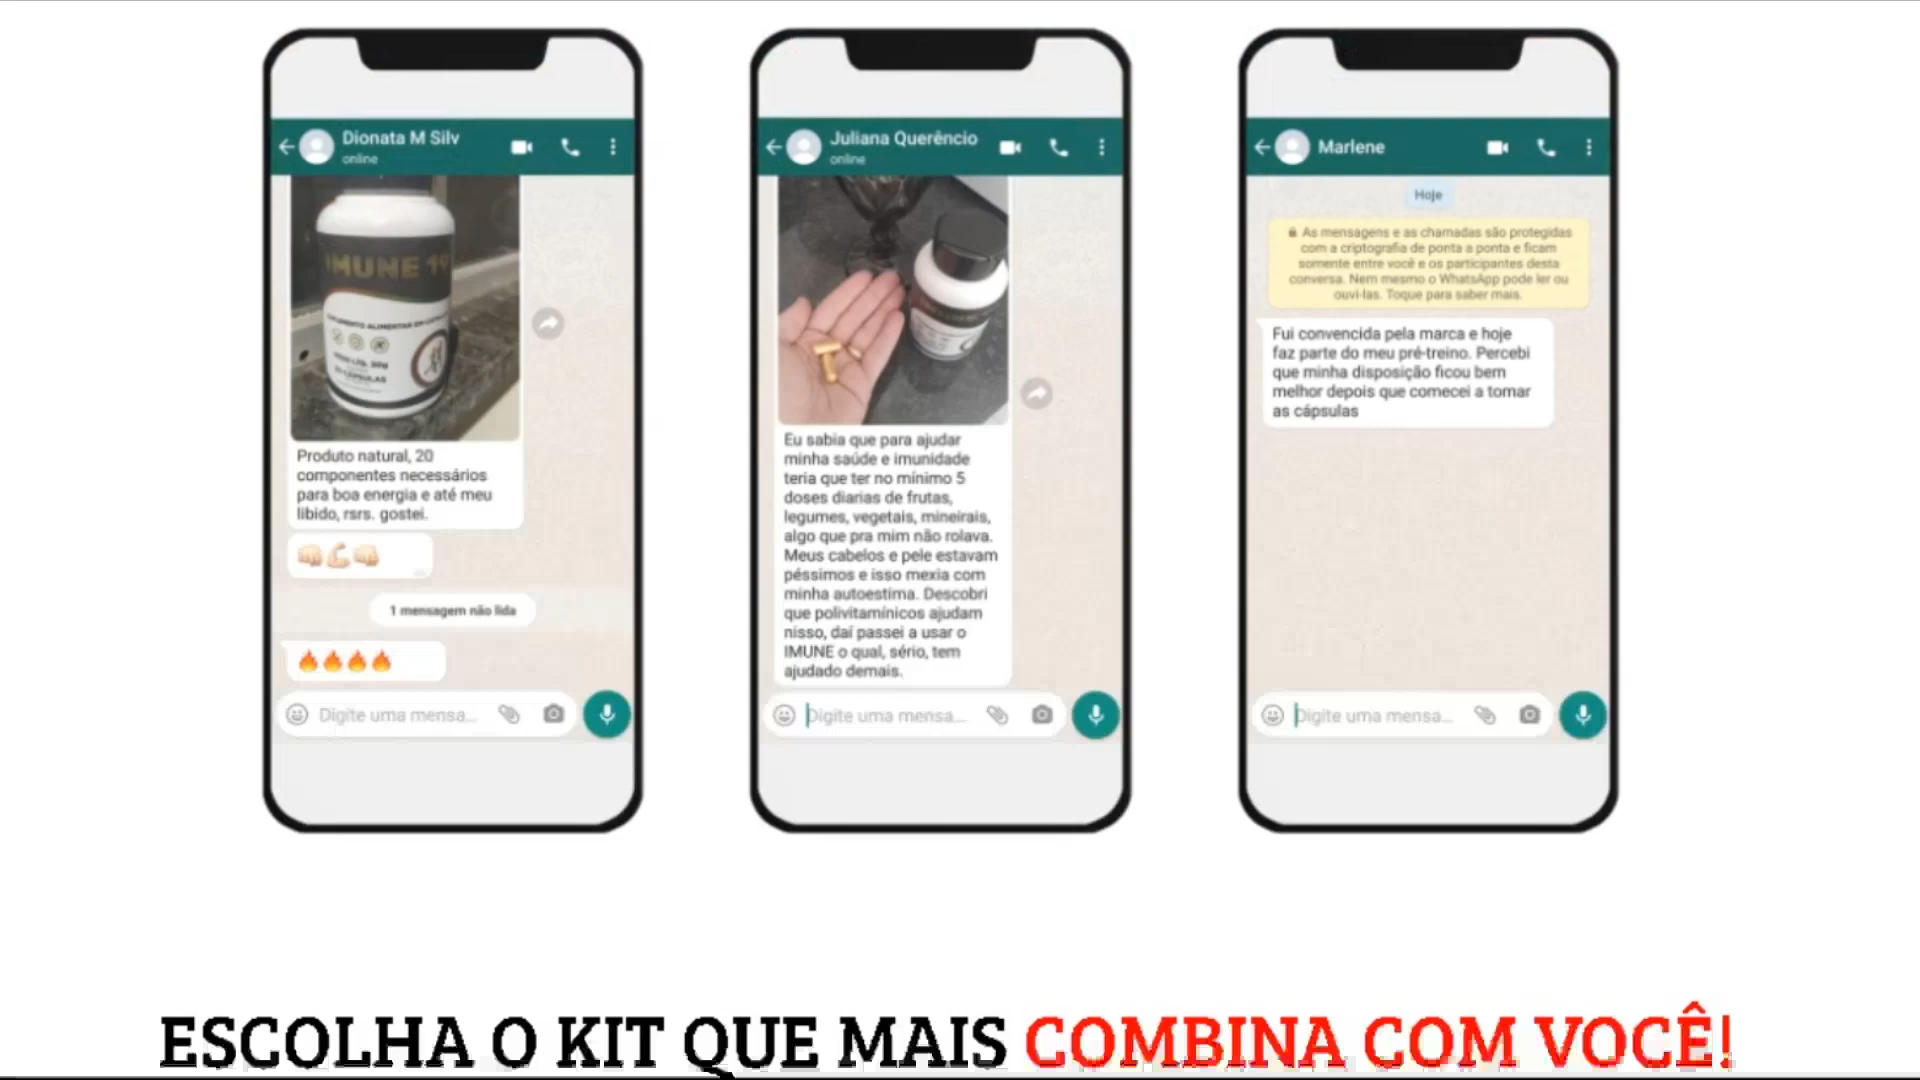 Dionata M Silv
online
IMUNE 19
SUPLEMENTO ALIMENTAR EM
Produto natural, 20
componentes necessários
para boa energia e até meu
libido, rsrs. gostei.
1 mensagem não lida
Digite uma mensa...
Juliana Querêncio
online
Eu sabia que para ajudar
minha saúde e imunidade
teria que ter no mínimo 5
doses diarias de frutas,
legumes, vegetais, mineirais,
algo que pra mim não rolava.
Meus cabelos e pele estavam
péssimos e isso mexia com
minha autoestima. Descobri
que polivitamínicos ajudam
nisso, daí passei a usar o
IMUNE o qual, sério, tem
ajudado demais.
Digite uma mensa...
Marlene
Hoje
As mensagens e as chamadas são protegidas
com a criptografia de ponta a ponta e ficam
somente entre você e os participantes desta
conversa. Nem mesmo o WhatsApp pode ler ou
ouvi-las. Toque para saber mais.
Fui convencida pela marca e hoje
faz parte do meu pré-treino. Percebi
que minha disposição ficou bem
melhor depois que comecei a tomar
as cápsulas
Digite uma mensa...
ESCOLHA O KIT QUE MAIS COMBINA COM VOCÊ!